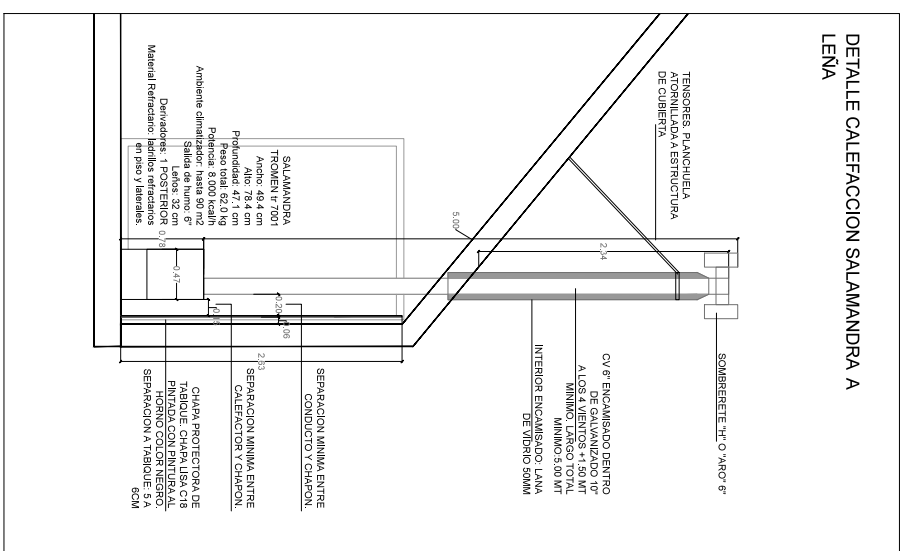 DETALLE CALEFACCION SALAMANDRA A
LEÑA
TENSORES. PLANCHUELA
ATORNILLADA A ESTRUCTURA
DE CUBIERTA
SOMBRERETE "H" O "ARO" 6"
CV 6" ENCAMISADO DENTRO
DE GALVANIZADO 10"
A LOS 4 VIENTOS +1,50 MT
MINIMO. LARGO TOTAL
MINIMO:5.00 MT
INTERIOR ENCAMISADO: LANA
DE VIDRIO 50MM
5.00
2.34
SALAMANDRA
TROMEN tr 7001
Ancho: 49.4 cm
Alto: 78.4 cm
Profundidad: 47.1 cm
Peso total: 62,0 kg
Potencia: 8.000 kcal/h
Ambiente climatizador: hasta 90 m2
Salida de humo: 6"
Leños: 32 cm
Derivadores: 1 POSTERIOR
Material Refractario: ladrillos refractarios
en piso y laterales.
0.78
0.47
0.20
0.06
0.15
2.63
SEPARACION MINIMA ENTRE
CONDUCTO Y CHAPON.
SEPARACION MINIMA ENTRE
CALEFACTOR Y CHAPON.
CHAPA PROTECTORA DE
TABIQUE. CHAPA LISA C18
PINTADA CON PINTURA AL
HORNO COLOR NEGRO.
SEPARACION A TABIQUE: 5 A
6CM